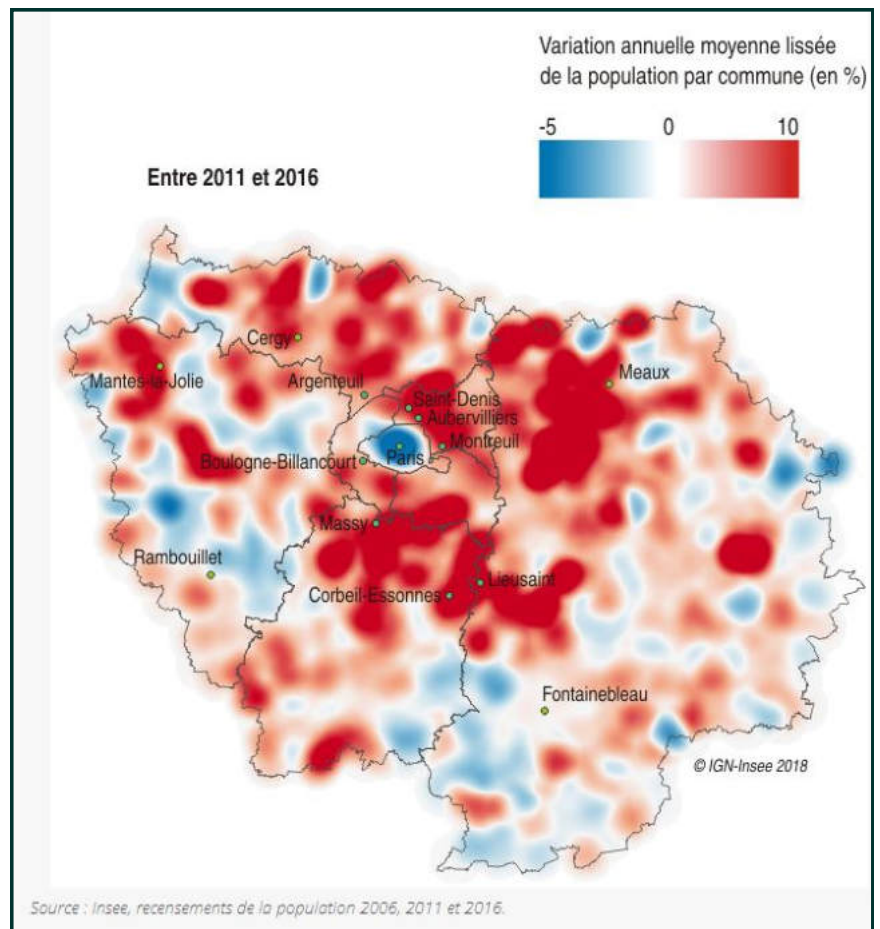 Variation annuelle moyenne lissée
de la population par commune (en %)
-5 0 10
Entre 2011 et 2016
Cergy
Mantes-la-Jolie
Argenteuil
Meaux
Saint-Denis
Aubervilliers
Montreuil
Boulogne-Billancourt
Paris
Massy
Rambouillet
Lieusaint
Corbeil-Essonnes
Fontainebleau
© IGN-Insee 2018
Source : Insee, recensements de la population 2006, 2011 et 2016.